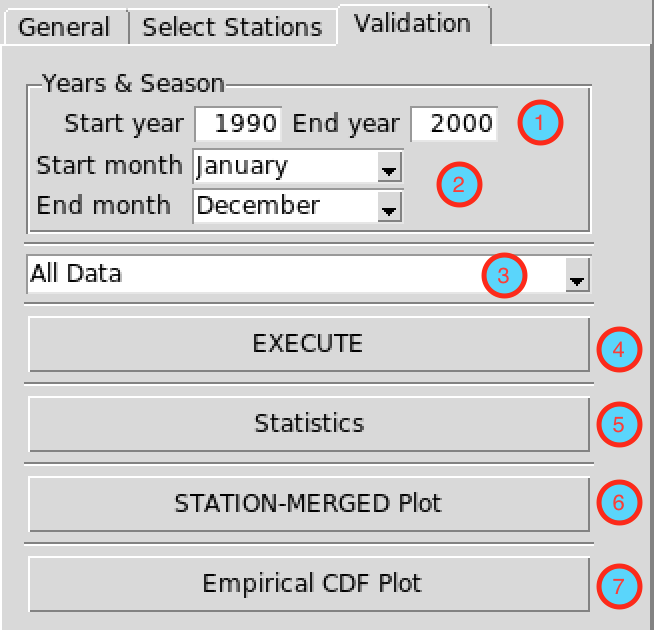 General Select Stations Validation
Years & Season
Start year 1990 End year 2000 1
Start month January
2
End month December
All Data 3
EXECUTE 4
Statistics 5
STATION-MERGED Plot 6
Empirical CDF Plot 7